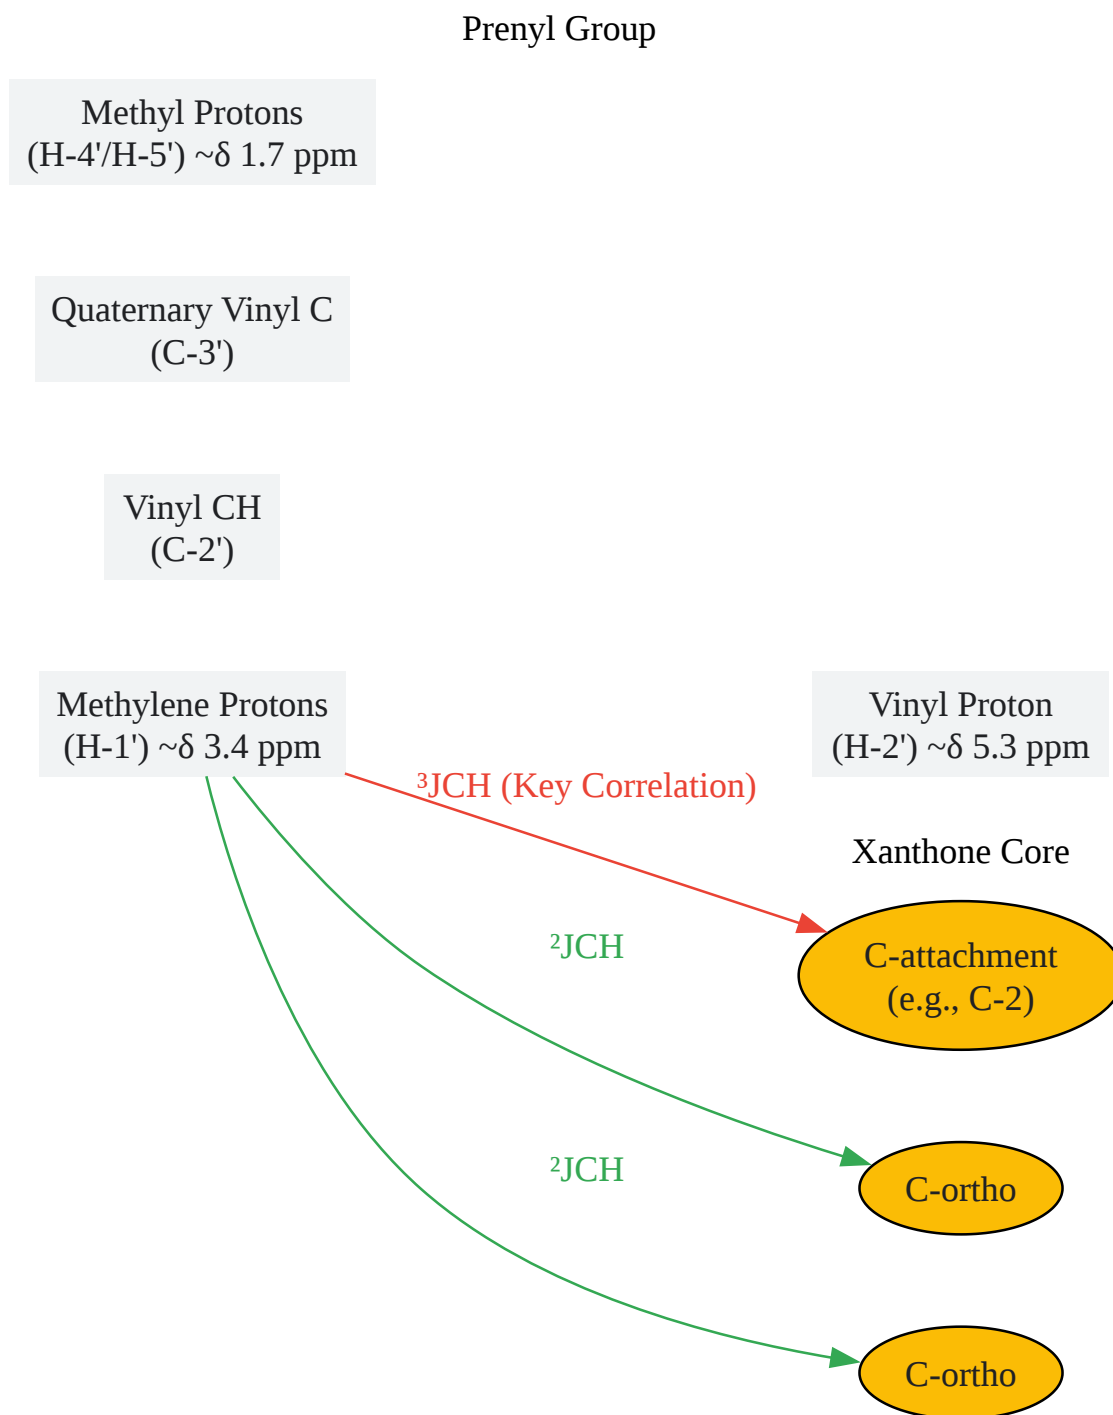 Prenyl Group
Methyl Protons
(H-4'/H-5') ~δ 1.7 ppm
Quaternary Vinyl C
(C-3')
Vinyl CH
(C-2')
Methylene Protons
(H-1') ~δ 3.4 ppm
Vinyl Proton
(H-2') ~δ 5.3 ppm
³JCH (Key Correlation)
Xanthone Core
²JCH
C-attachment
(e.g., C-2)
²JCH
C-ortho
C-ortho